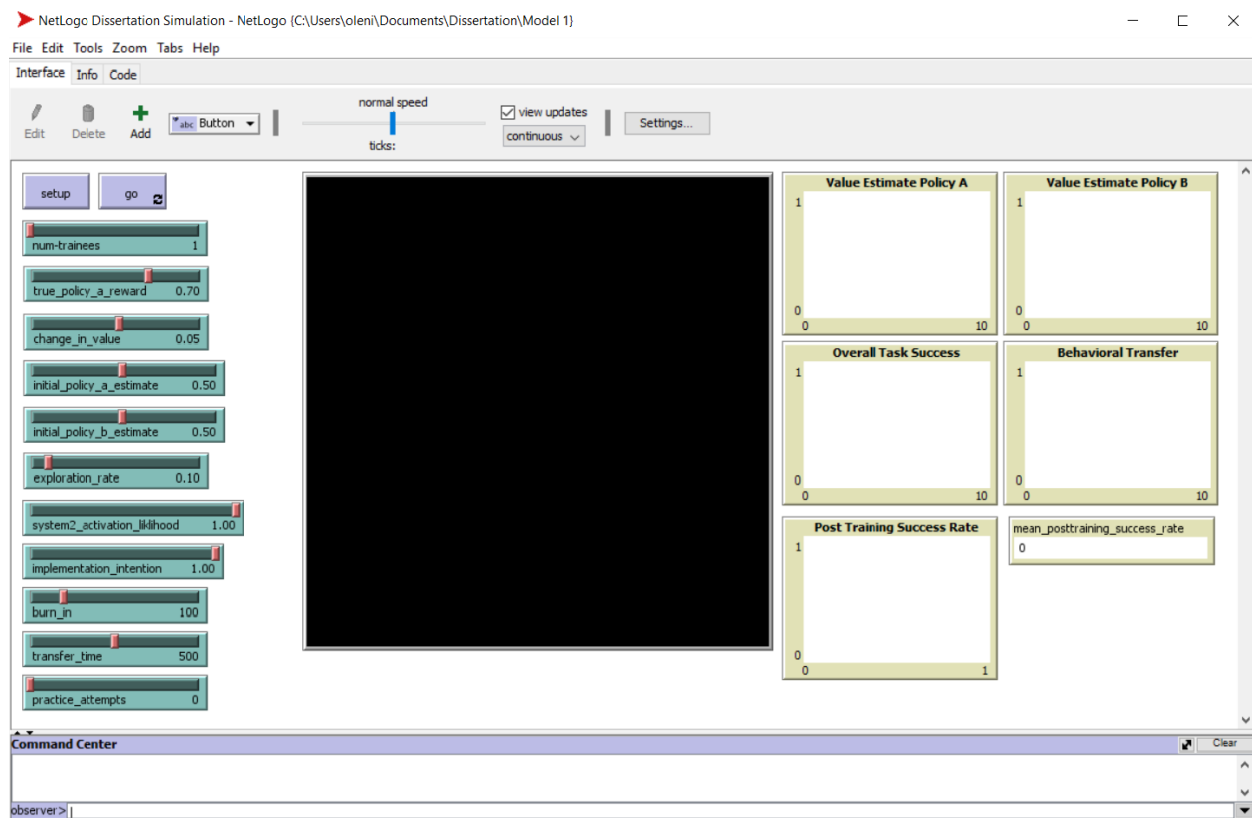 NetLogo Dissertation Simulation - NetLogo {C:\Users\oleni\Documents\Dissertation\Model 1}
File Edit Tools Zoom Tabs Help
Interface Info Code
Edit Delete Add abc Button normal speed ticks: view updates continuous Settings...
setup go
num-trainees 1
true_policy_a_reward 0.70
change_in_value 0.05
initial_policy_a_estimate 0.50
initial_policy_b_estimate 0.50
exploration_rate 0.10
system2_activation_liklihood 1.00
implementation_intention 1.00
burn_in 100
transfer_time 500
practice_attempts 0
Value Estimate Policy A
1
0
0 10
Value Estimate Policy B
1
0
0 10
Overall Task Success
1
0
0 10
Behavioral Transfer
1
0
0 10
Post Training Success Rate
1
0
0 1
mean_posttraining_success_rate
0
Command Center Clear
observer>